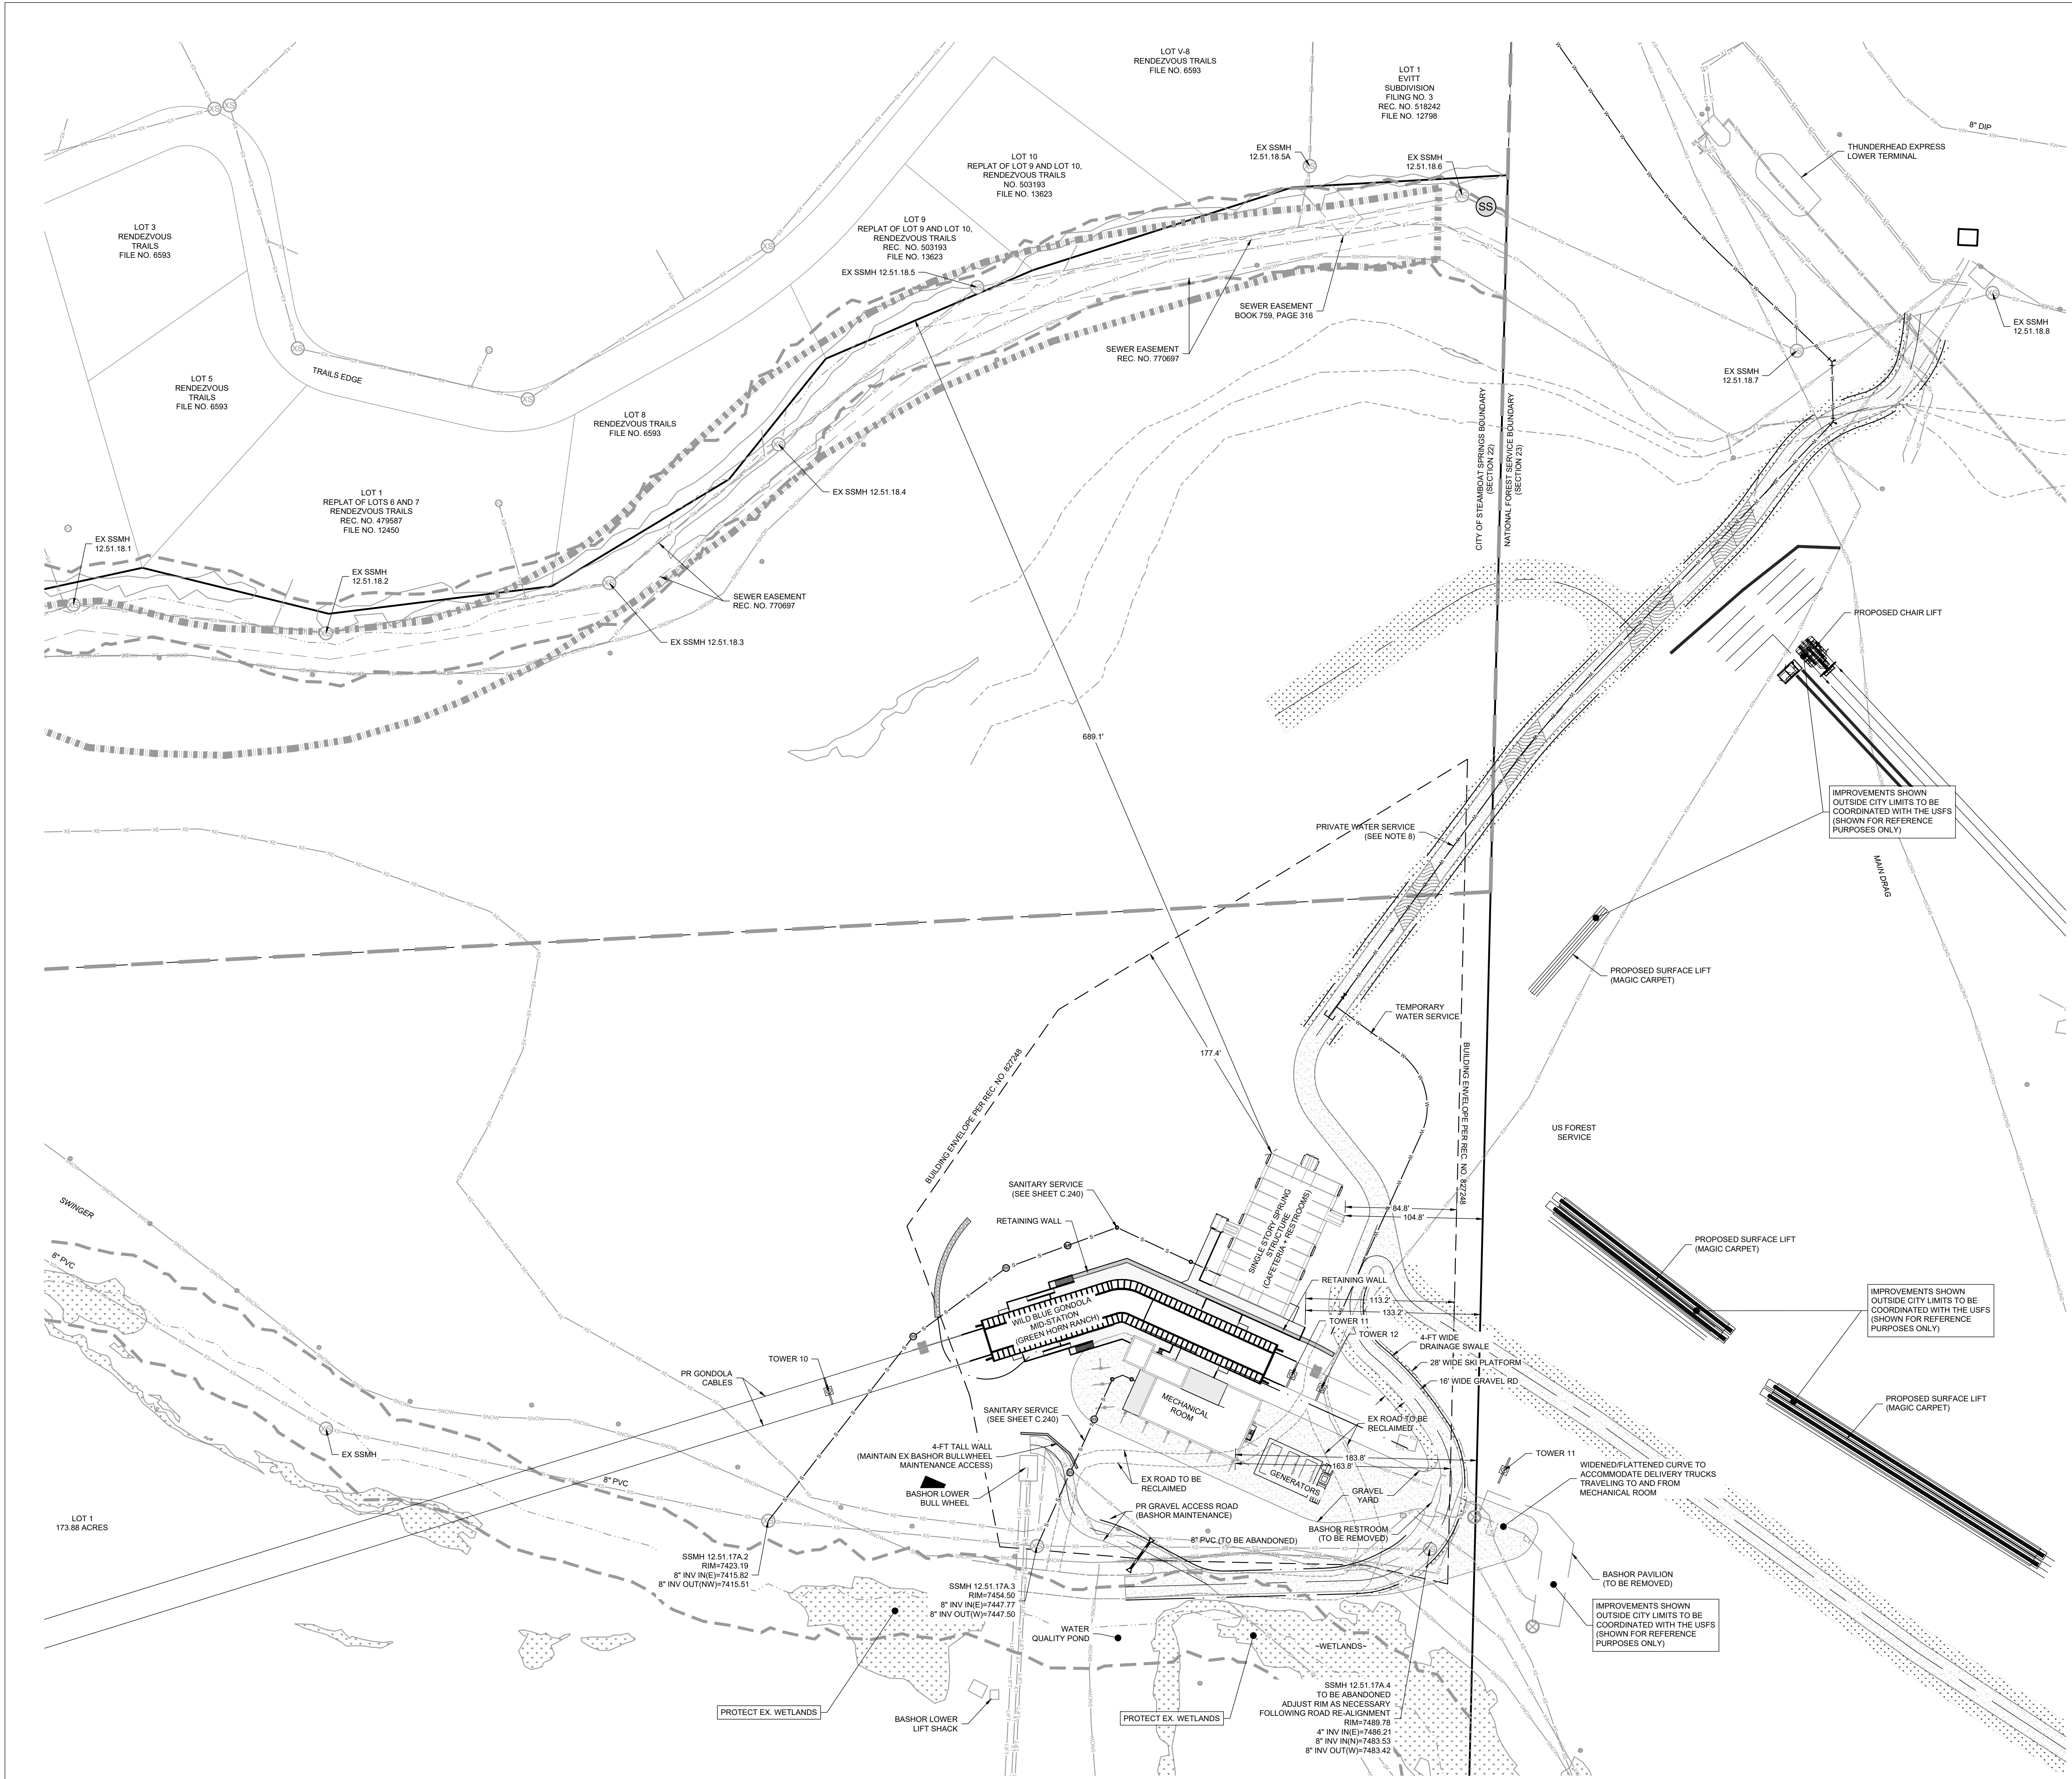 LOT V-8
RENDEZVOUS TRAILS
FILE NO. 6593
LOT 1
EVITT
SUBDIVISION
FILING NO. 3
REC. NO. 518242
FILE NO. 12798
8" DIP
THUNDERHEAD EXPRESS
LOWER TERMINAL
EX SSMH
12.51.18.5A
EX SSMH
12.51.18.6
SS
LOT 10
REPLAT OF LOT 9 AND LOT 10,
RENDEZVOUS TRAILS
NO. 503193
FILE NO. 13623
LOT 9
REPLAT OF LOT 9 AND LOT 10,
RENDEZVOUS TRAILS
REC. NO. 503193
FILE NO. 13623
LOT 3
RENDEZVOUS
TRAILS
FILE NO. 6593
EX SSMH 12.51.18.5
SEWER EASEMENT
BOOK 759, PAGE 316
SEWER EASEMENT
REC. NO. 770697
EX SSMH
12.51.18.8
EX SSMH
12.51.18.7
TRAILS EDGE
LOT 5
RENDEZVOUS
TRAILS
FILE NO. 6593
LOT 8
RENDEZVOUS TRAILS
FILE NO. 6593
CITY OF STEAMBOAT SPRINGS BOUNDARY
(SECTION 22)
NATIONAL FOREST SERVICE BOUNDARY
(SECTION 23)
LOT 1
REPLAT OF LOTS 6 AND 7
RENDEZVOUS TRAILS
REC. NO. 479587
FILE NO. 12450
EX SSMH 12.51.18.4
EX SSMH
12.51.18.1
EX SSMH
12.51.18.2
SEWER EASEMENT
REC. NO. 770697
EX SSMH 12.51.18.3
PROPOSED CHAIR LIFT
689.1'
IMPROVEMENTS SHOWN
OUTSIDE CITY LIMITS TO BE
COORDINATED WITH THE USFS
(SHOWN FOR REFERENCE
PURPOSES ONLY)
PRIVATE WATER SERVICE
(SEE NOTE 8)
MAIN DRAG
PROPOSED SURFACE LIFT
(MAGIC CARPET)
TEMPORARY
WATER SERVICE
177.4'
BUILDING ENVELOPE PER REC. NO. 827248
BUILDING ENVELOPE PER REC. NO. 827248
US FOREST
SERVICE
SANITARY SERVICE
(SEE SHEET C.240)
RETAINING WALL
SINGLE STORY SPRUNG
STRUCTURE
(CAFETERIA + RESTROOMS)
84.8'
104.8'
SWINGER
8" PVC
PROPOSED SURFACE LIFT
(MAGIC CARPET)
RETAINING WALL
113.2'
133.2'
TOWER 11
TOWER 12
WILD BLUE GONDOLA
MID-STATION
(GREEN HORN RANCH)
4-FT WIDE
DRAINAGE SWALE
28' WIDE SKI PLATFORM
16' WIDE GRAVEL RD
IMPROVEMENTS SHOWN
OUTSIDE CITY LIMITS TO BE
COORDINATED WITH THE USFS
(SHOWN FOR REFERENCE
PURPOSES ONLY)
TOWER 10
PR GONDOLA
CABLES
PROPOSED SURFACE LIFT
(MAGIC CARPET)
MECHANICAL
ROOM
SANITARY SERVICE
(SEE SHEET C.240)
EX ROAD TO BE
RECLAIMED
4-FT TALL WALL
(MAINTAIN EX BASHOR BULLWHEEL
MAINTENANCE ACCESS)
EX SSMH
183.8'
163.8'
TOWER 11
WIDENED/FLATTENED CURVE TO
ACCOMMODATE DELIVERY TRUCKS
TRAVELING TO AND FROM
MECHANICAL ROOM
8" PVC
EX ROAD TO BE
RECLAIMED
GENERATORS
BASHOR LOWER
BULL WHEEL
GRAVEL
YARD
PR GRAVEL ACCESS ROAD
(BASHOR MAINTENANCE)
LOT 1
173.88 ACRES
BASHOR RESTROOM
(TO BE REMOVED)
8" PVC (TO BE ABANDONED)
SSMH 12.51.17A.2
RIM=7423.19
8" INV IN(E)=7415.82
8" INV OUT(NW)=7415.51
BASHOR PAVILION
(TO BE REMOVED)
SSMH 12.51.17A.3
RIM=7454.50
8" INV IN(E)=7447.77
8" INV OUT(W)=7447.50
IMPROVEMENTS SHOWN
OUTSIDE CITY LIMITS TO BE
COORDINATED WITH THE USFS
(SHOWN FOR REFERENCE
PURPOSES ONLY)
WATER
QUALITY POND
~WETLANDS~
SSMH 12.51.17A.4
TO BE ABANDONED
ADJUST RIM AS NECESSARY
FOLLOWING ROAD RE-ALIGNMENT
RIM=7489.78
4" INV IN(E)=7486.21
8" INV IN(N)=7483.53
8" INV OUT(W)=7483.42
PROTECT EX. WETLANDS
BASHOR LOWER
LIFT SHACK
PROTECT EX. WETLANDS